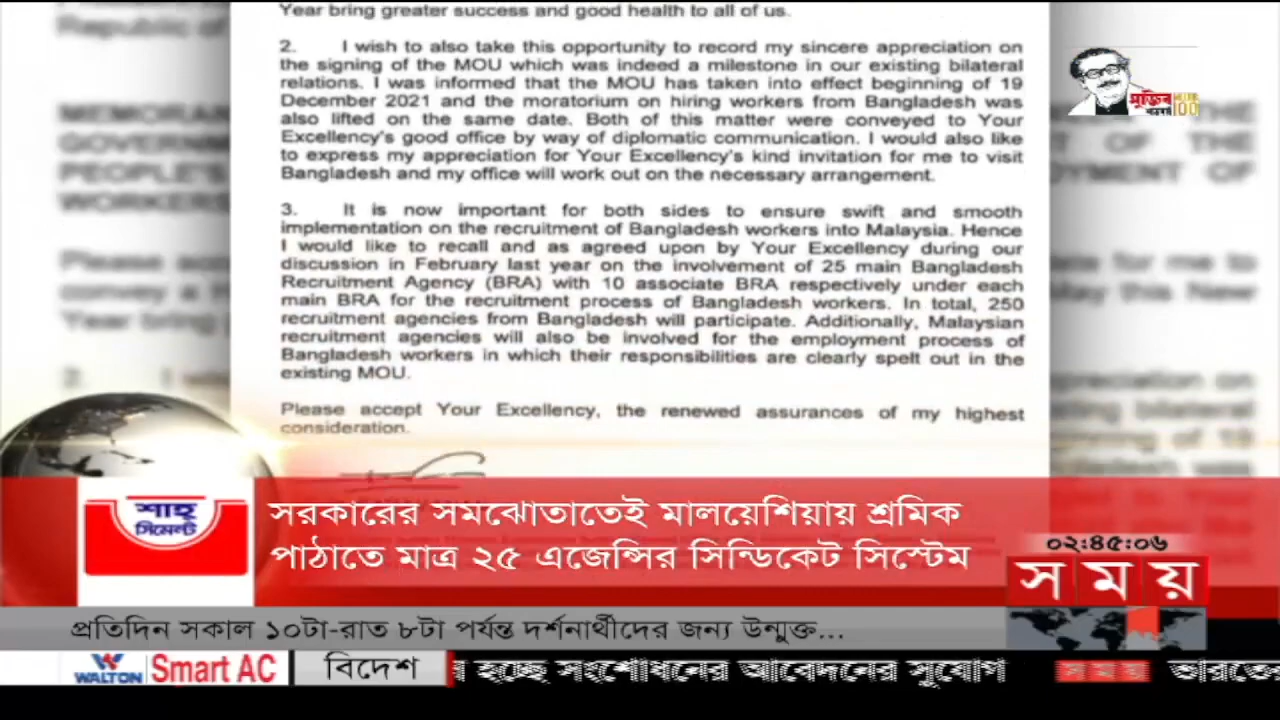 Year bring greater success and good health to all of us.
2. I wish to also take this opportunity to record my sincere appreciation on
the signing of the MOU which was indeed a milestone in our existing bilateral
relations. I was informed that the MOU has taken into effect beginning of 19
December 2021 and the moratorium on hiring workers from Bangladesh was
also lifted on the same date. Both of this matter were conveyed to Your
Excellency's good office by way of diplomatic communication. I would also like
to express my appreciation for Your Excellency's kind invitation for me to visit
Bangladesh and my office will work out on the necessary arrangement.
3. It is now important for both sides to ensure swift and smooth
implementation on the recruitment of Bangladesh workers into Malaysia. Hence
I would like to recall and as agreed upon by Your Excellency during our
discussion in February last year on the involvement of 25 main Bangladesh
Recruitment Agency (BRA) with 10 associate BRA respectively under each
main BRA for the recruitment process of Bangladesh workers. In total, 250
recruitment agencies from Bangladesh will participate. Additionally, Malaysian
recruitment agencies will also be involved for the employment process of
Bangladesh workers in which their responsibilities are clearly spelt out in the
existing MOU.
Please accept Your Excellency, the renewed assurances of my highest
consideration.
মুজিব
100
শাহ্
সিমেন্ট
সরকারের সমঝোতাতেই মালয়েশিয়ায় শ্রমিক
পাঠাতে মাত্র ২৫ এজেন্সির সিন্ডিকেট সিস্টেম
০২:৪৫:০৬
সময়
প্রতিদিন সকাল ১০টা-রাত ৮টা পর্যন্ত দর্শনার্থীদের জন্য উন্মুক্ত...
WALTON Smart AC বিদেশ হচ্ছে সংশোধনের আবেদনের সুযোগ সময় ভারতের